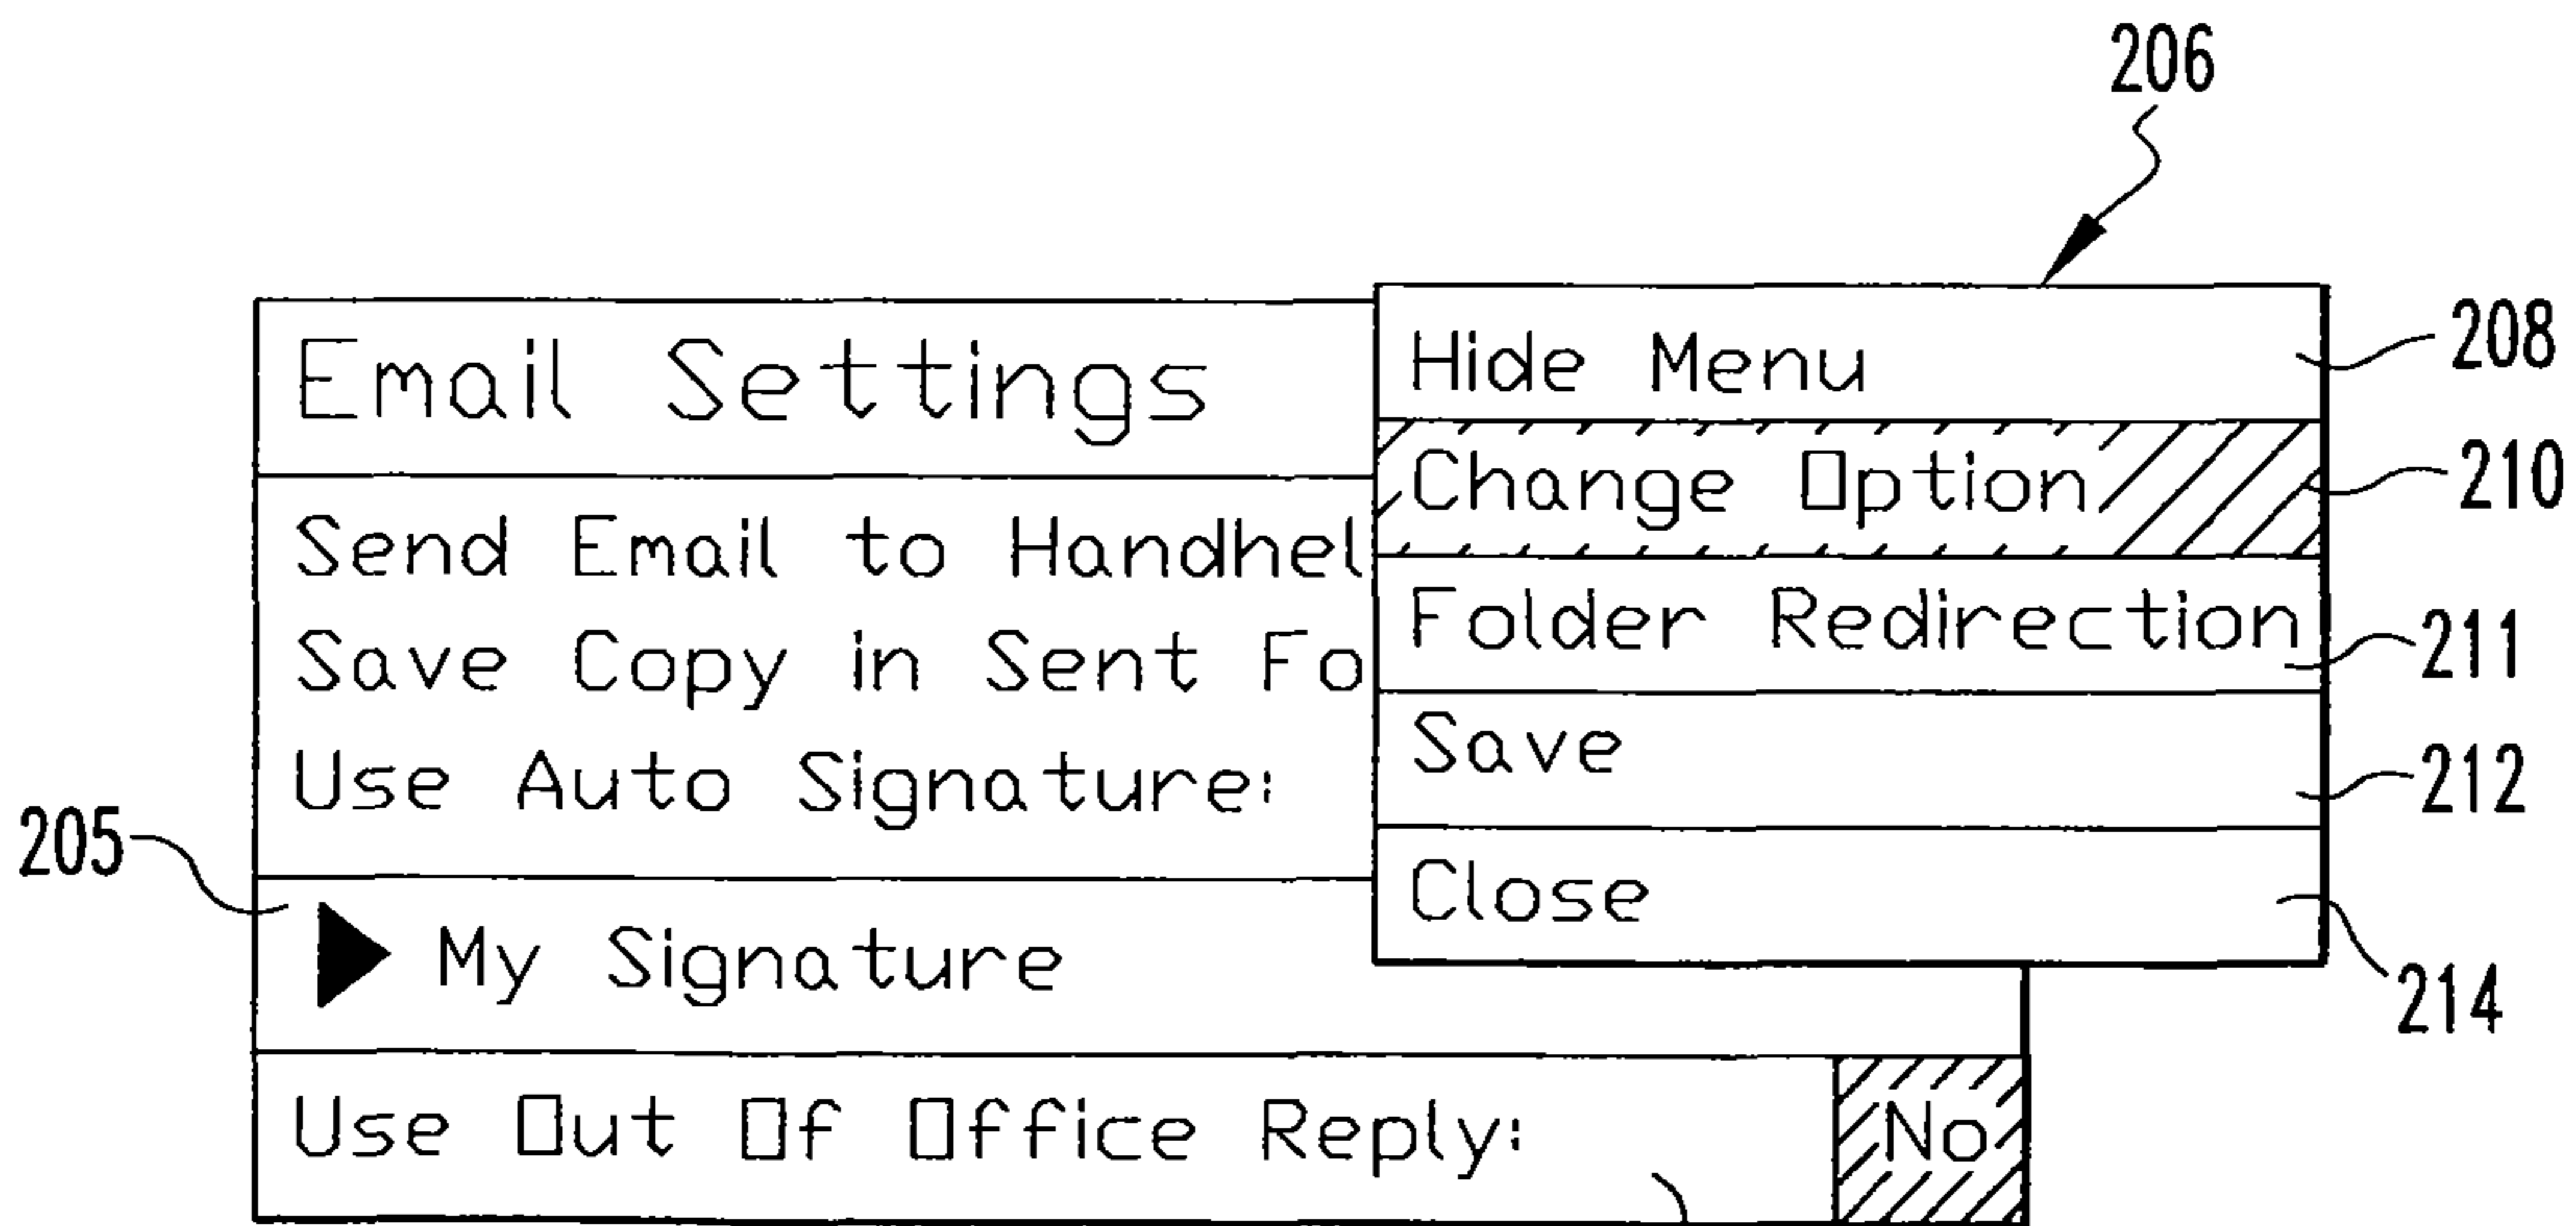 206
Email Settings
Send Email to Handhel
Save Copy in Sent Fo
Use Auto Signature:
205
My Signature
Use Out Of Office Reply:
No
Hide Menu
208
Change Option
210
Folder Redirection
211
Save
212
Close
214